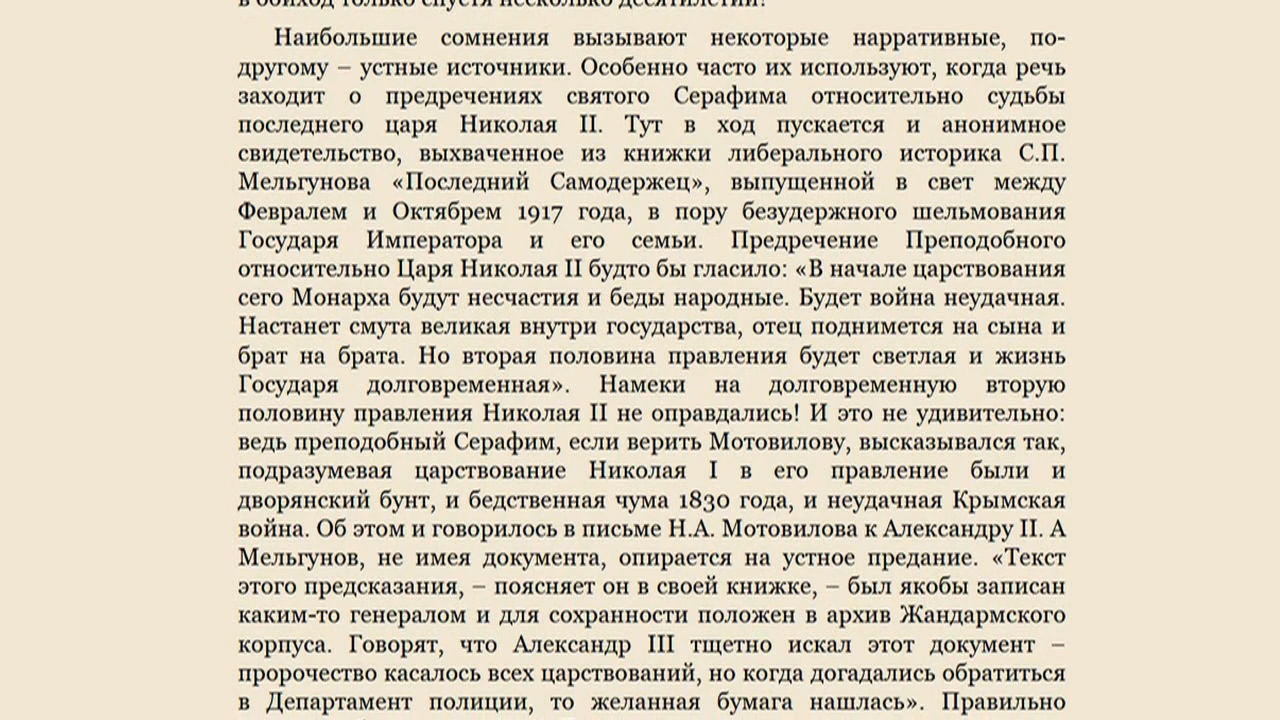 в обиход только спустя несколько десятилетий!
Наибольшие сомнения вызывают некоторые нарративные, по-
другому – устные источники. Особенно часто их используют, когда речь
заходит о предречениях святого Серафима относительно судьбы
последнего царя Николая II. Тут в ход пускается и анонимное
свидетельство, выхваченное из книжки либерального историка С.П.
Мельгунова «Последний Самодержец», выпущенной в свет между
Февралем и Октябрем 1917 года, в пору безудержного шельмования
Государя Императора и его семьи. Предречение Преподобного
относительно Царя Николая II будто бы гласило: «В начале царствования
сего Монарха будут несчастия и беды народные. Будет война неудачная.
Настанет смута великая внутри государства, отец поднимется на сына и
брат на брата. Но вторая половина правления будет светлая и жизнь
Государя долговременная». Намеки на долговременную вторую
половину правления Николая II не оправдались! И это не удивительно:
ведь преподобный Серафим, если верить Мотовилову, высказывался так,
подразумевая царствование Николая I в его правление были и
дворянский бунт, и бедственная чума 1830 года, и неудачная Крымская
война. Об этом и говорилось в письме Н.А. Мотовилова к Александру II. А
Мельгунов, не имея документа, опирается на устное предание. «Текст
этого предсказания, – поясняет он в своей книжке, – был якобы записан
каким-то генералом и для сохранности положен в архив Жандармского
корпуса. Говорят, что Александр III тщетно искал этот документ –
пророчество касалось всех царствований, но когда догадались обратиться
в Департамент полиции, то желанная бумага нашлась». Правильно